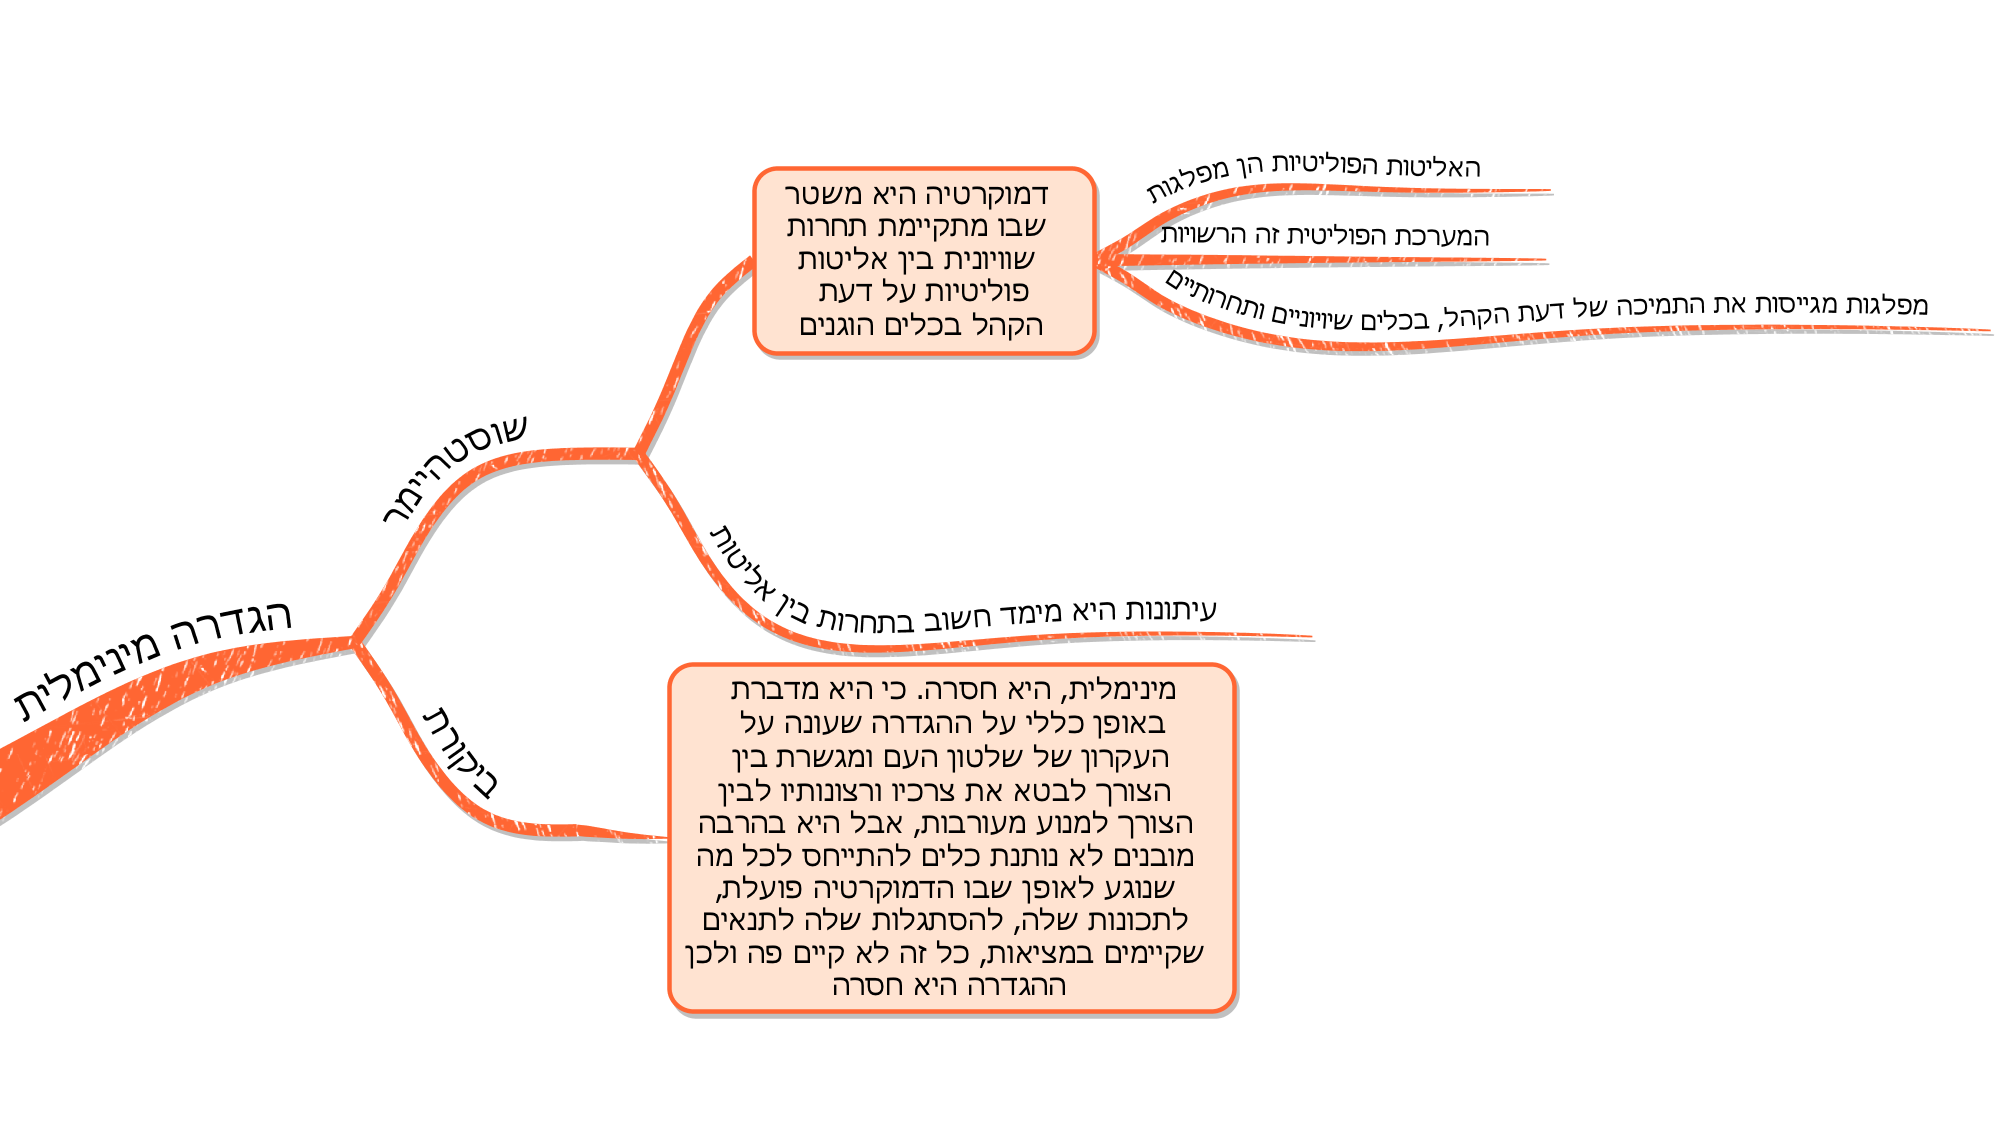 הגדרה מינימלית
שוסטהיימר
דמוקרטיה היא משטר
שבו מתקיימת תחרות
שוויונית בין אליטות
פוליטיות על דעת
הקהל בכלים הוגנים
האליטות הפוליטיות הן מפלגות
המערכת הפוליטית זה הרשויות
מפלגות מגייסות את התמיכה של דעת הקהל, בכלים שיוויוניים ותחרותיים
עיתונות היא מימד חשוב בתחרות בין אליטות
ביקורת
מינימלית, היא חסרה. כי היא מדברת
באופן כללי על ההגדרה שעונה על
העקרון של שלטון העם ומגשרת בין
הצורך לבטא את צרכיו ורצונותיו לבין
הצורך למנוע מעורבות, אבל היא בהרבה
מובנים לא נותנת כלים להתייחס לכל מה
שנוגע לאופן שבו הדמוקרטיה פועלת,
לתכונות שלה, להסתגלות שלה לתנאים
שקיימים במציאות, כל זה לא קיים פה ולכן
ההגדרה היא חסרה